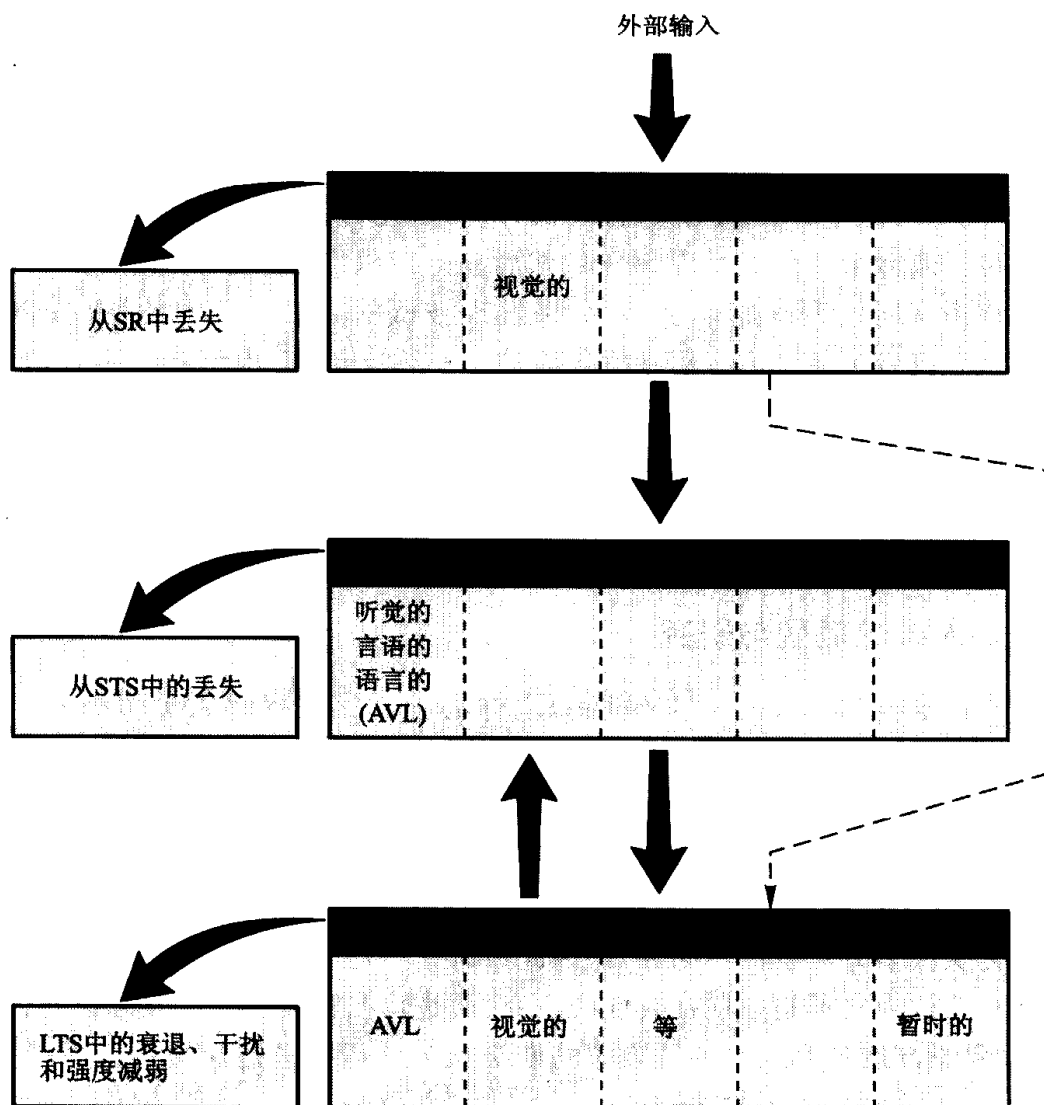 外部输入
视觉的
从SR中丢失
听觉的
言语的
语言的
(AVL)
从STS中的丢失
AVL
视觉的
等
暂时的
LTS中的衰退、干扰
和强度减弱